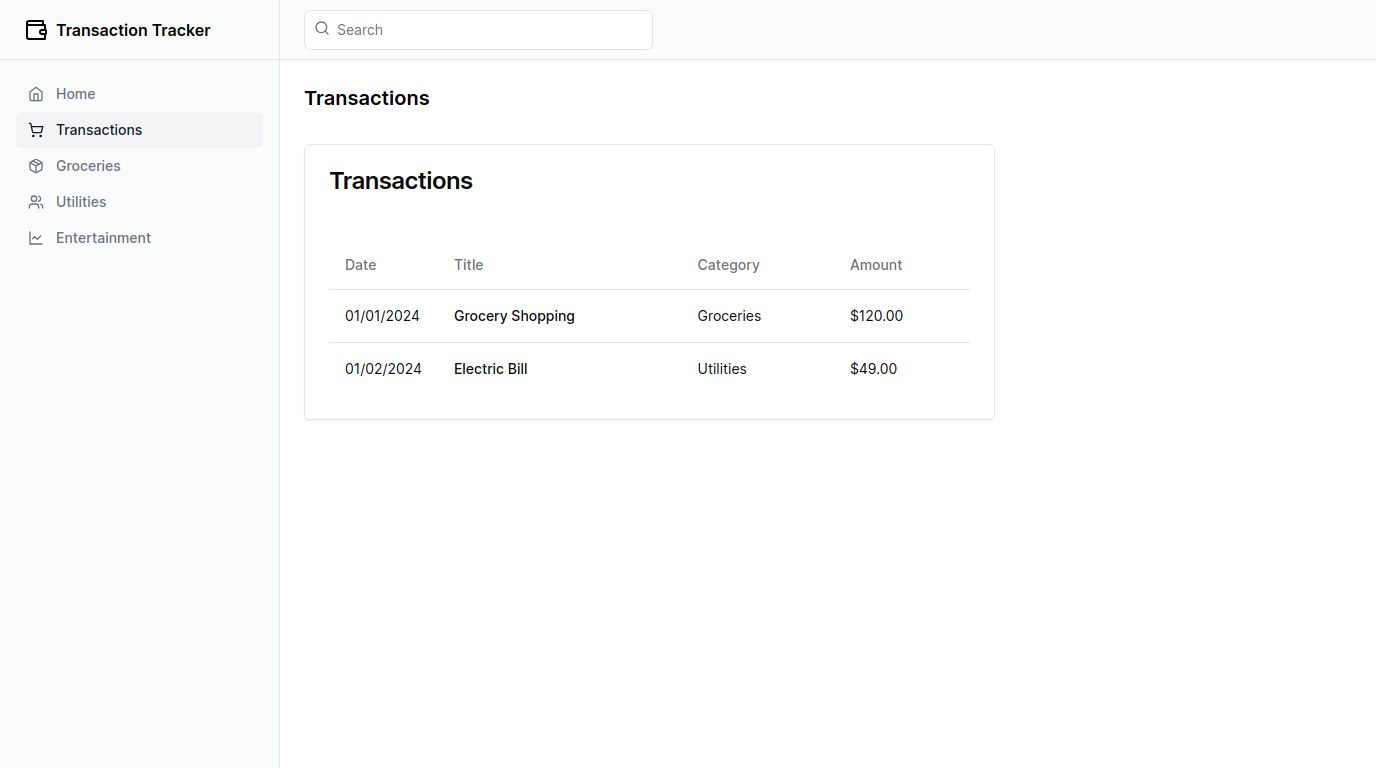 Transaction Tracker
Search
Home
Transactions
Groceries
Utilities
Entertainment
Transactions
Transactions
Date Title Category Amount
01/01/2024 Grocery Shopping Groceries $120.00
01/02/2024 Electric Bill Utilities $49.00